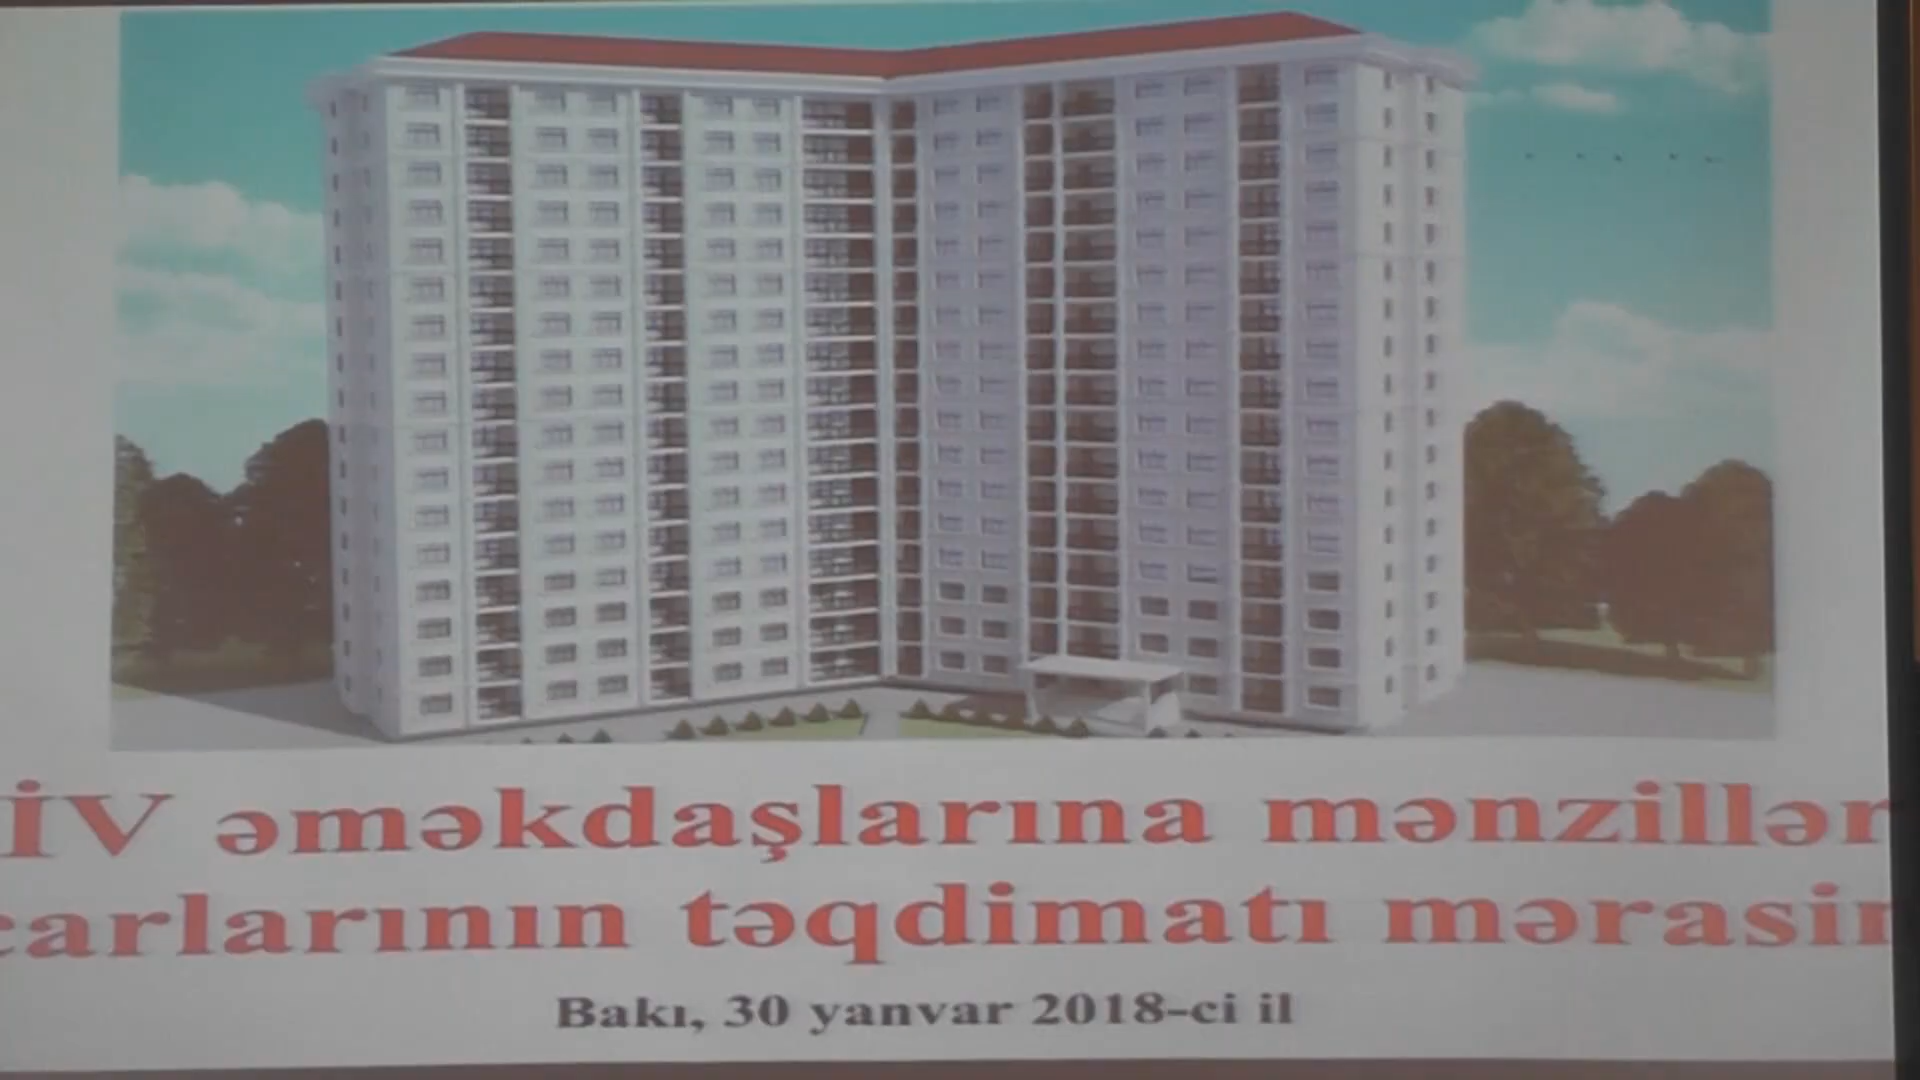 İV əməkdaşlarına mənzillər
carlarının təqdimatı mərasim
Bakı, 30 yanvar 2018-ci il